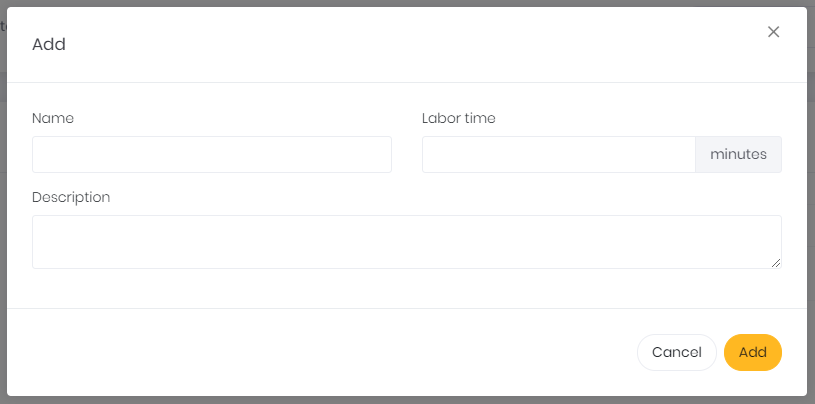 Add
Name
Labor time
minutes
Description
Cancel
Add